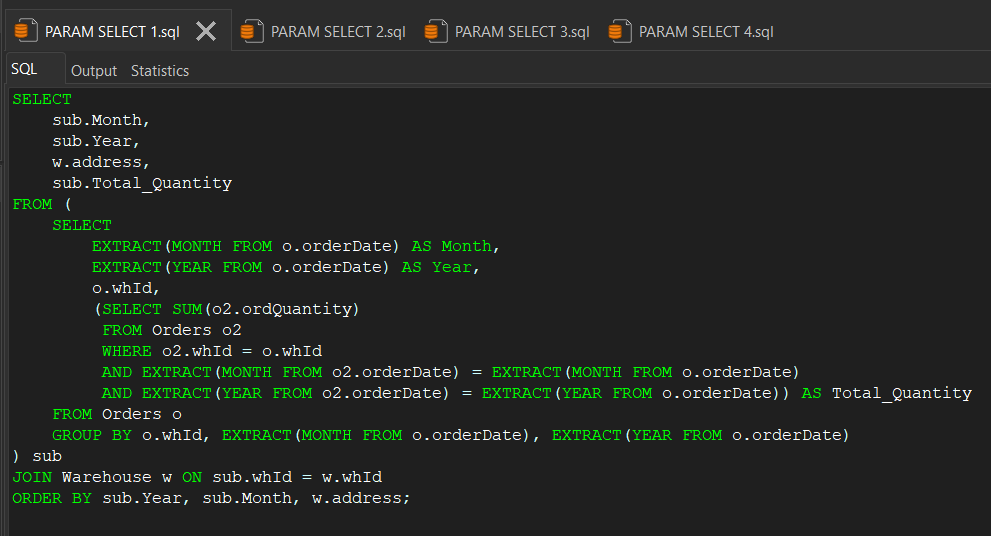 PARAM SELECT 1.sql PARAM SELECT 2.sql PARAM SELECT 3.sql PARAM SELECT 4.sql
SQL Output Statistics
SELECT
    sub.Month,
    sub.Year,
    w.address,
    sub.Total_Quantity
FROM (
    SELECT
        EXTRACT(MONTH FROM o.orderDate) AS Month,
        EXTRACT(YEAR FROM o.orderDate) AS Year,
        o.whId,
        (SELECT SUM(o2.ordQuantity)
         FROM Orders o2
         WHERE o2.whId = o.whId
         AND EXTRACT(MONTH FROM o2.orderDate) = EXTRACT(MONTH FROM o.orderDate)
         AND EXTRACT(YEAR FROM o2.orderDate) = EXTRACT(YEAR FROM o.orderDate)) AS Total_Quantity
    FROM Orders o
    GROUP BY o.whId, EXTRACT(MONTH FROM o.orderDate), EXTRACT(YEAR FROM o.orderDate)
) sub
JOIN Warehouse w ON sub.whId = w.whId
ORDER BY sub.Year, sub.Month, w.address;